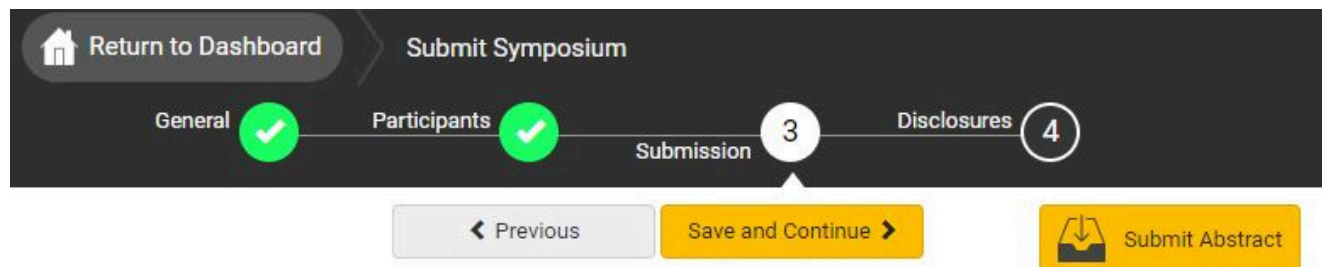 Return to Dashboard Submit Symposium
General Participants Submission 3 Disclosures 4
Previous Save and Continue Submit Abstract